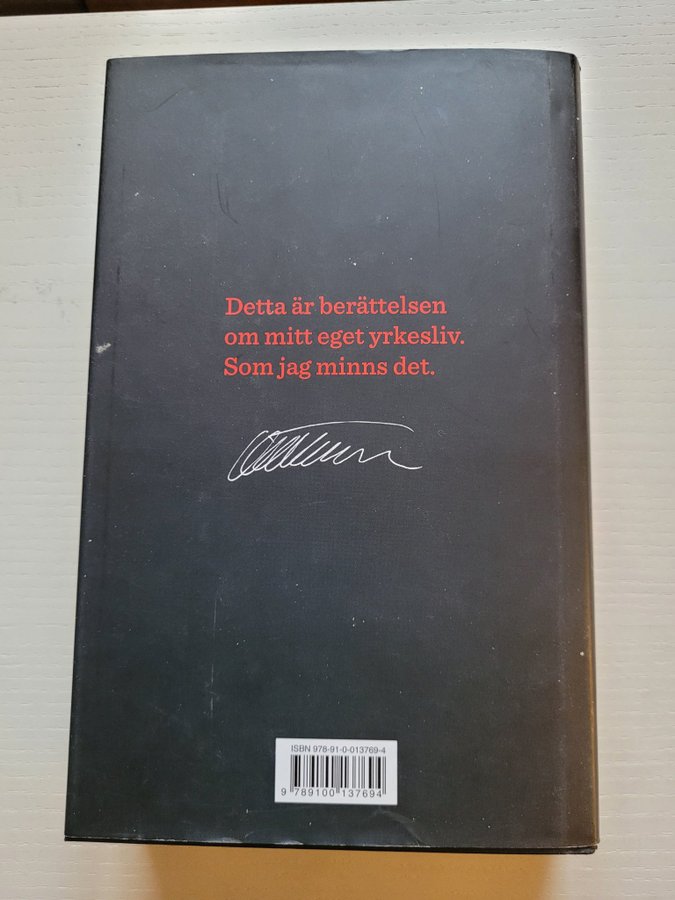 Detta är berättelsen
om mitt eget yrkesliv.
Som jag minns det.
ISBN 978-91-0-013769-4
9 789100 137694